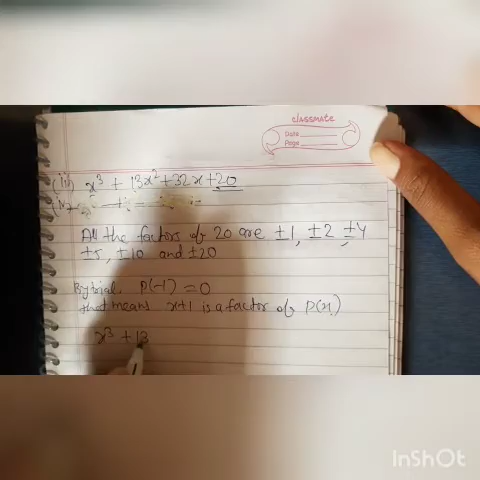 classmate
Date
Page
(iii) x³ + 13x² + 32x + 20
All the factors of 20 are ±1, ±2 ±4
±5, ±10 and ±20
By trial, P(-1) = 0
that means x+1 is a factor of P(x)
x³ + 13
InShOt